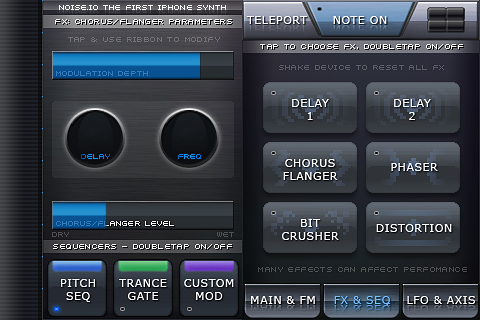 NOISE.IO THE FIRST IPHONE SYNTH
FX: CHORUS/FLANGER PARAMETERS
TAP & USE RIBBON TO MODIFY
MODULATION DEPTH
DELAY
FREQ
CHORUS/FLANGER LEVEL
DRY
WET
SEQUENCERS - DOUBLETAP ON/OFF
PITCH
SEQ
TRANCE
GATE
CUSTOM
MOD
TELEPORT
NOTE ON
TAP TO CHOOSE FX. DOUBLETAP ON/OFF
SHAKE DEVICE TO RESET ALL FX
DELAY
1
DELAY
2
CHORUS
FLANGER
PHASER
BIT
CRUSHER
DISTORTION
MANY EFFECTS CAN AFFECT PERFOMANCE
MAIN & FM
FX & SEQ
LFO & AXIS